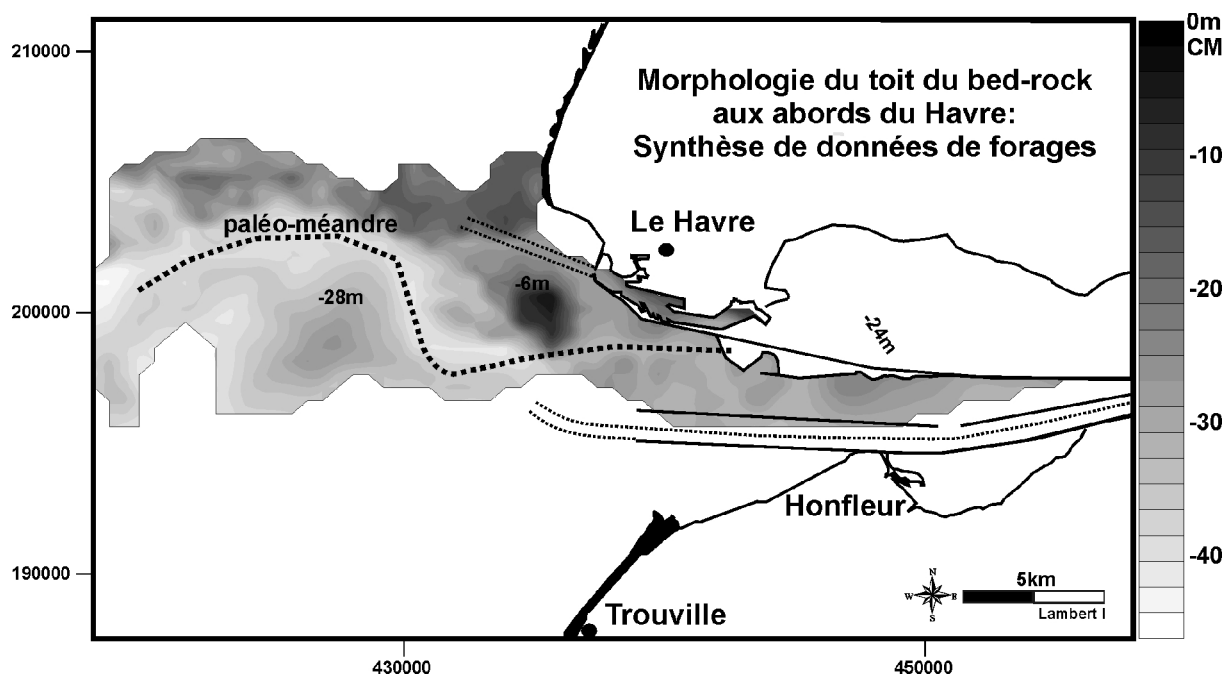 0m
CM
-10
-20
-30
-40
210000
200000
190000
430000
450000
Morphologie du toit du bed-rock
aux abords du Havre:
Synthèse de données de forages
Le Havre
paléo-méandre
-6m
-28m
-24m
Honfleur
Trouville
N
W E
S
5km
Lambert I